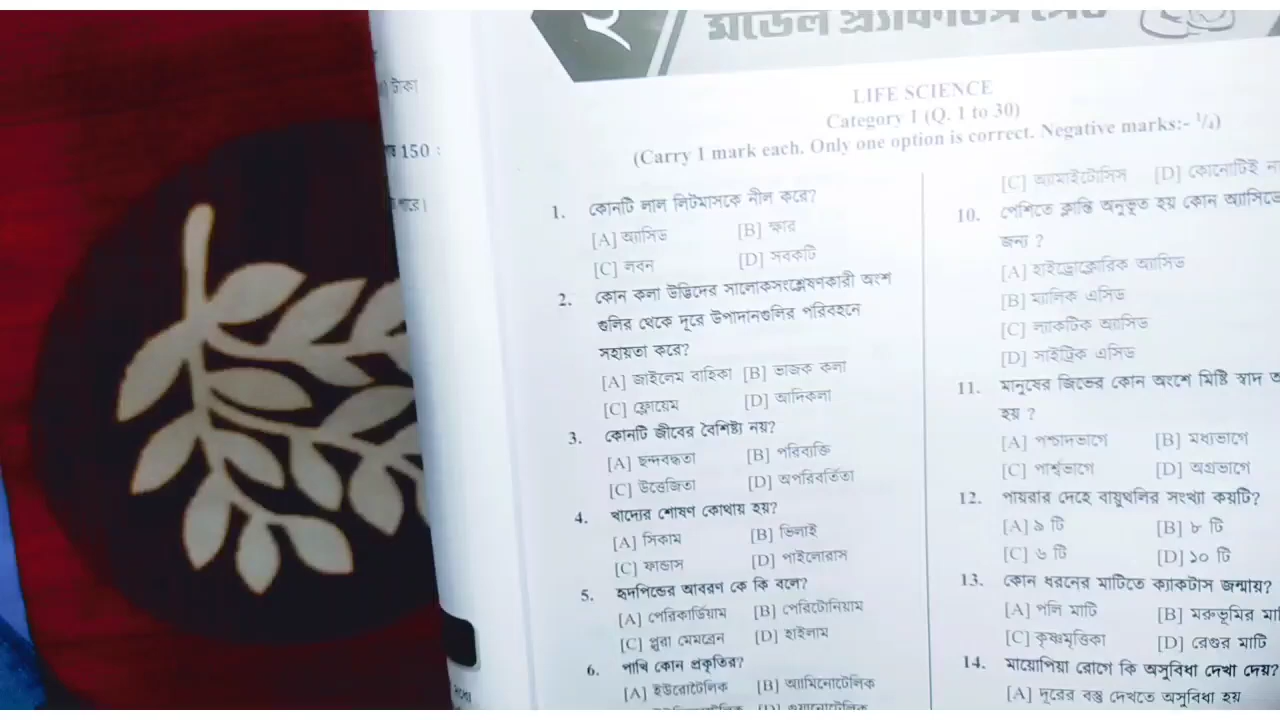 ২
মডেল প্র্যাকটিস সেট
টাকা
150 :
LIFE SCIENCE
Category I (Q. 1 to 30)
(Carry 1 mark each. Only one option is correct. Negative marks:- 1/4)
1. কোনটি লাল লিটমাসকে নীল করে?
[A] অ্যাসিড [B] ক্ষার
[C] লবন [D] সবকটি
2. কোন কলা উদ্ভিদের সালোকসংশ্লেষণকারী অংশ
গুলির থেকে দূরে উপাদানগুলির পরিবহনে
সহায়তা করে?
[A] জাইলেম বাহিকা [B] ভাজক কলা
[C] ফ্লোয়েম [D] আদিকলা
3. কোনটি জীবের বৈশিষ্ট্য নয়?
[A] ছন্দবদ্ধতা [B] পরিব্যক্তি
[C] উত্তেজিতা [D] অপরিবর্তিতা
4. খাদ্যের শোষণ কোথায় হয়?
[A] সিকাম [B] ভিলাই
[C] ফান্ডাস [D] পাইলোরাস
5. হৃদপিন্ডের আবরণ কে কি বলে?
[A] পেরিকার্ডিয়াম [B] পেরিটোনিয়াম
[C] প্লুরা মেমব্রেন [D] হাইলাম
6. পাখি কোন প্রকৃতির?
[A] ইউরোটেলিক [B] অ্যামিনোটেলিক
[C] অ্যামাইটোসিস [D] কোনোটিই
10. পেশিতে ক্লান্তি অনুভূত হয় কোন অ্যাসিডে
জন্য ?
[A] হাইড্রোক্লোরিক অ্যাসিড
[B] ম্যালিক এসিড
[C] ল্যাকটিক অ্যাসিড
[D] সাইট্রিক এসিড
11. মানুষের জিভের কোন অংশে মিষ্টি স্বাদ
হয় ?
[A] পশ্চাদভাগে [B] মধ্যভাগে
[C] পার্শ্বভাগে [D] অগ্রভাগে
12. পায়রার দেহে বায়ুথলির সংখ্যা কয়টি?
[A] ৯ টি [B] ৮ টি
[C] ৬ টি [D] ১০ টি
13. কোন ধরনের মাটিতে ক্যাকটাস জন্মায়?
[A] পলি মাটি [B] মরুভূমির
[C] কৃষ্ণমৃত্তিকা [D] রেগুর মাটি
14. মায়োপিয়া রোগে কি অসুবিধা দেখা দেয়?
[A] দূরের বস্তু দেখতে অসুবিধা হয়